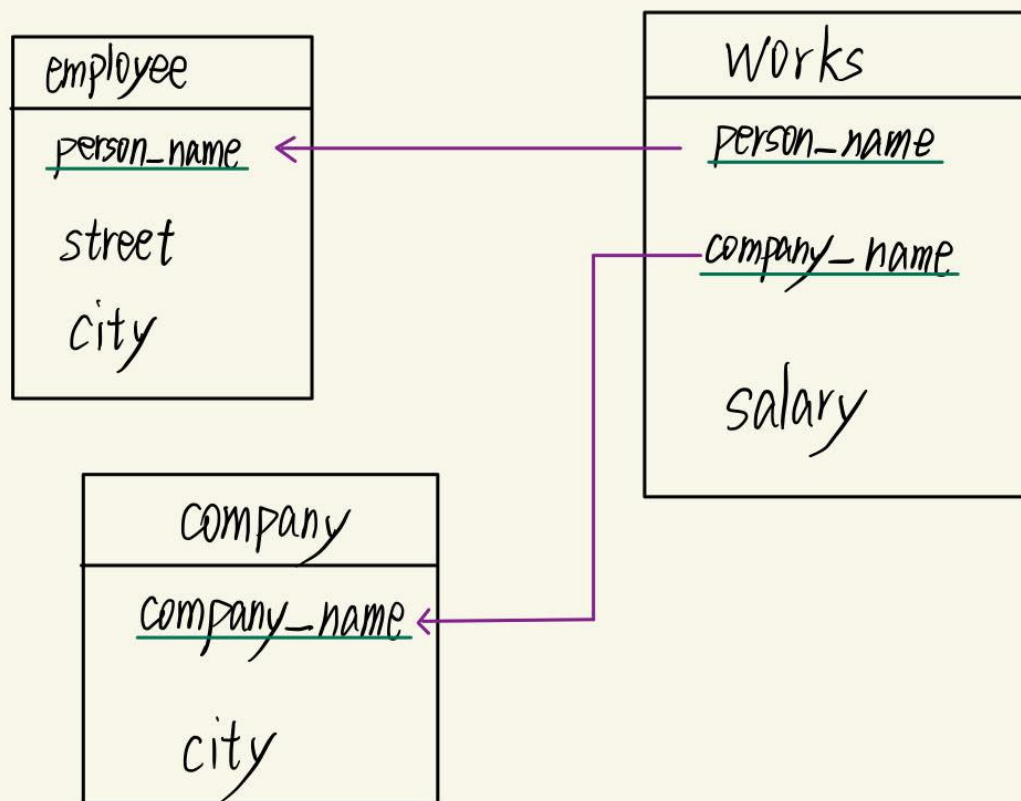 employee
person_name
street
city
works
person_name
company_name
salary
company
company_name
city